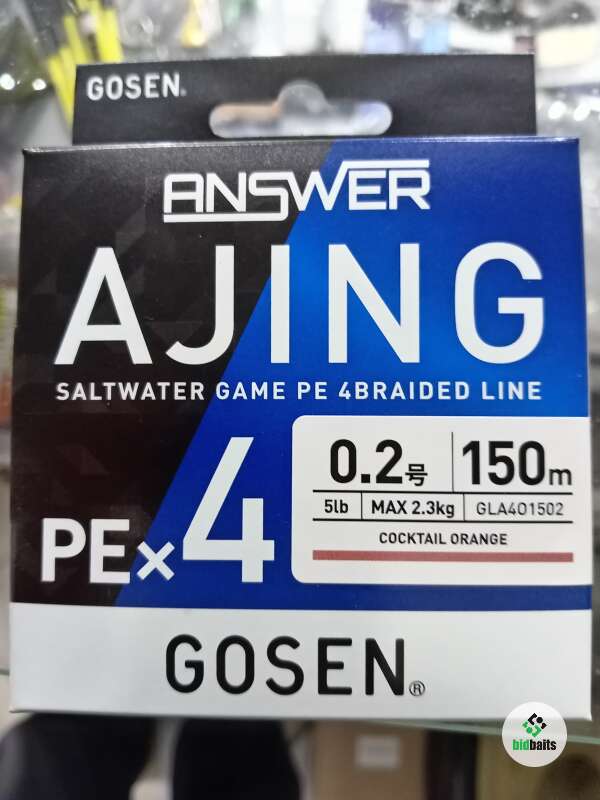 GOSEN®
ANSWER
AJING
SALTWATER GAME PE 4BRAIDED LINE
PE×4
0.2号 150m
5lb MAX 2.3kg GLA401502
COCKTAIL ORANGE
GOSEN®
bidbaits